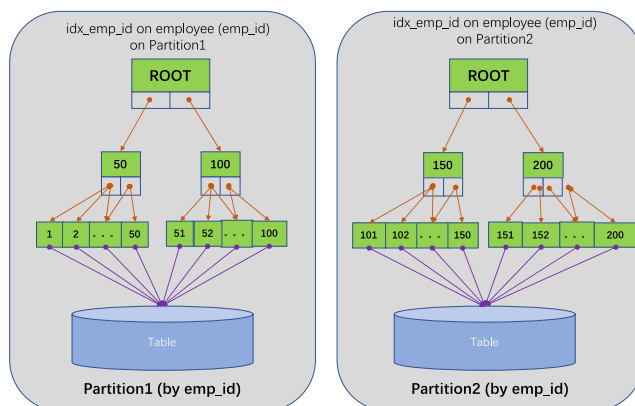 idx_emp_id on employee (emp_id)
on Partition1
ROOT
50
100
1 2 . . . 50
51 52 . . . 100
Table
Partition1 (by emp_id)
idx_emp_id on employee (emp_id)
on Partition2
ROOT
150
200
101 102 . . . 150
151 152 . . . 200
Table
Partition2 (by emp_id)